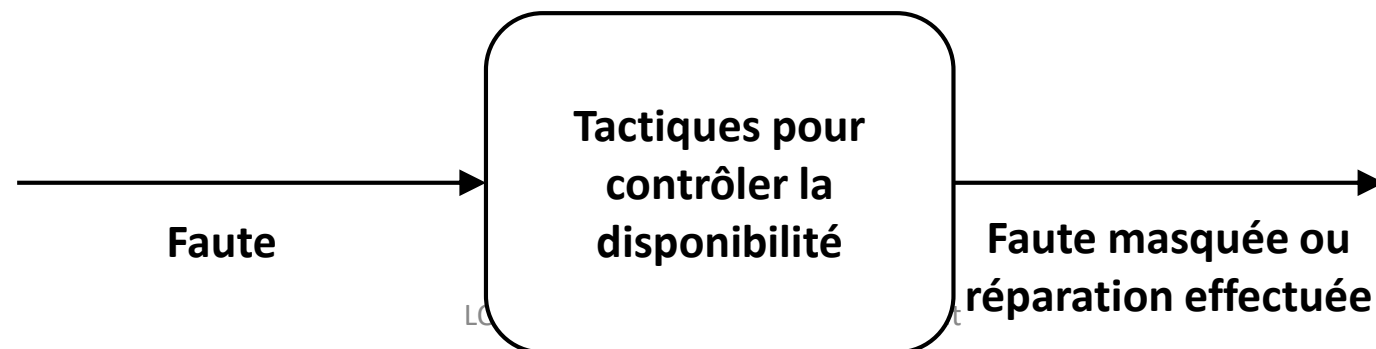 Tactiques pour
contrôler la
disponibilité
Faute
Faute masquée ou
réparation effectuée